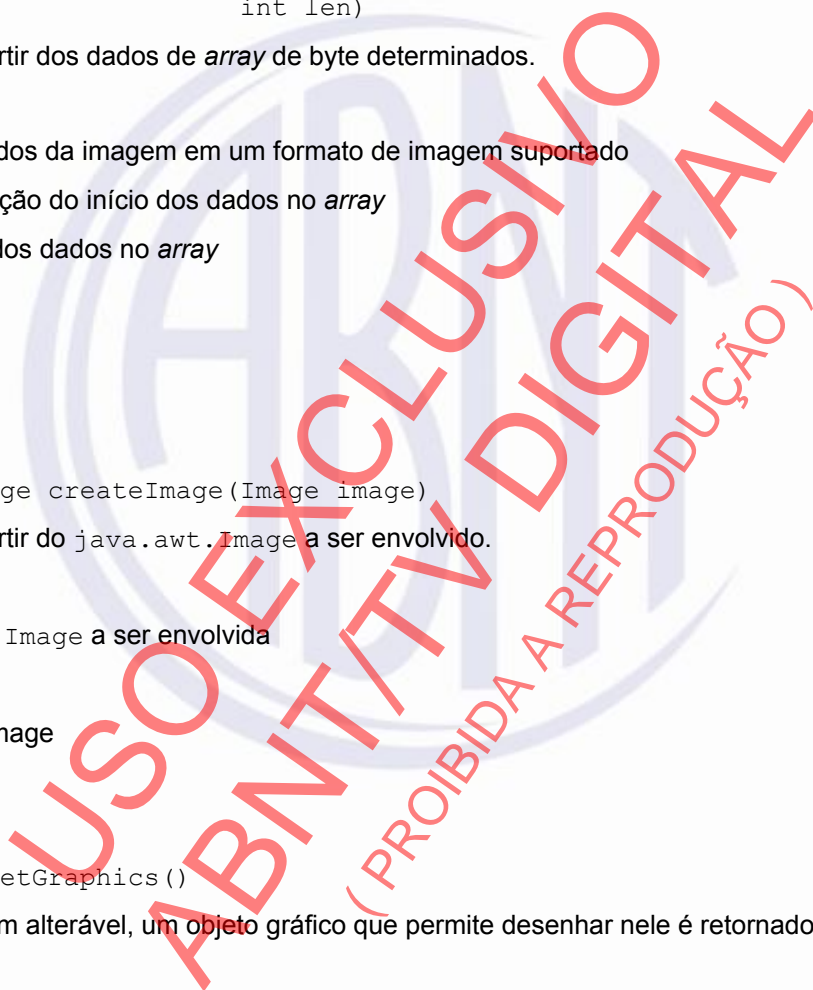 int len)
rtir dos dados de array de byte determinados.
dos da imagem em um formato de imagem suportado
ção do início dos dados no array
dos dados no array
ge createImage(Image image)
rtir do java.awt.Image a ser envolvido.
Image a ser envolvida
mage
etGraphics()
m alterável, um objeto gráfico que permite desenhar nele é retornado
USO EXCLUSIVO
ABNT/TV DIGITAL
( PROIBIDA A REPRODUÇÃO )
ABNT